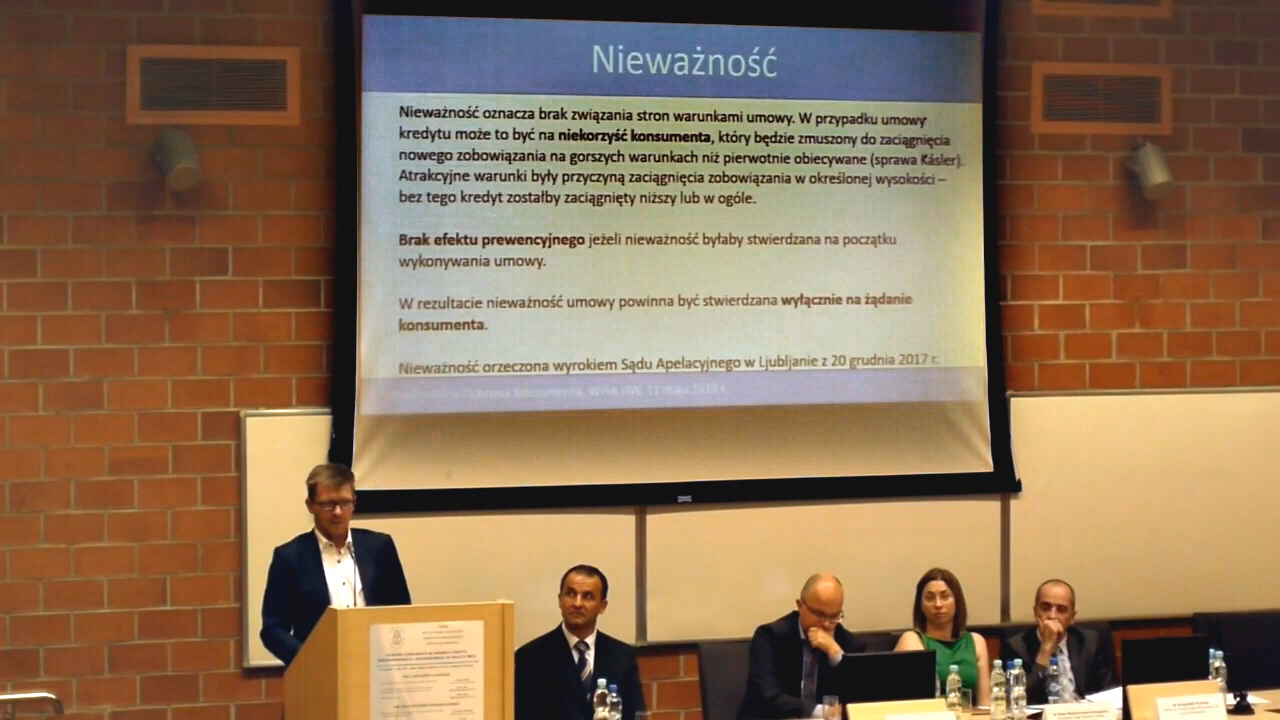 Nieważność
Nieważność oznacza brak związania stron warunkami umowy. W przypadku umowy
kredytu może to być na niekorzyść konsumenta, który będzie zmuszony do zaciągnięcia
nowego zobowiązania na gorszych warunkach niż pierwotnie obiecywane (sprawa Kásler).
Atrakcyjne warunki były przyczyną zaciągnięcia zobowiązania w określonej wysokości –
bez tego kredyt zostałby zaciągnięty niższy lub w ogóle.
Brak efektu prewencyjnego jeżeli nieważność byłaby stwierdzana na początku
wykonywania umowy.
W rezultacie nieważność umowy powinna być stwierdzana wyłącznie na żądanie
konsumenta.
Nieważność orzeczona wyrokiem Sądu Apelacyjnego w Ljubljanie z 20 grudnia 2017 r.